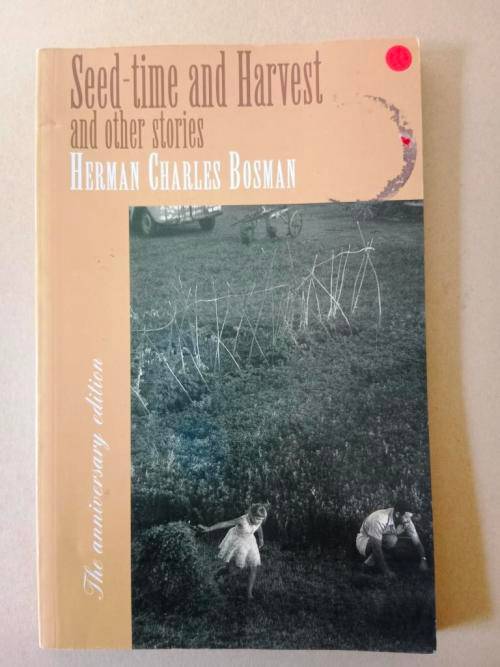 Seed-time and Harvest
and other stories
HERMAN CHARLES BOSMAN
The anniversary edition